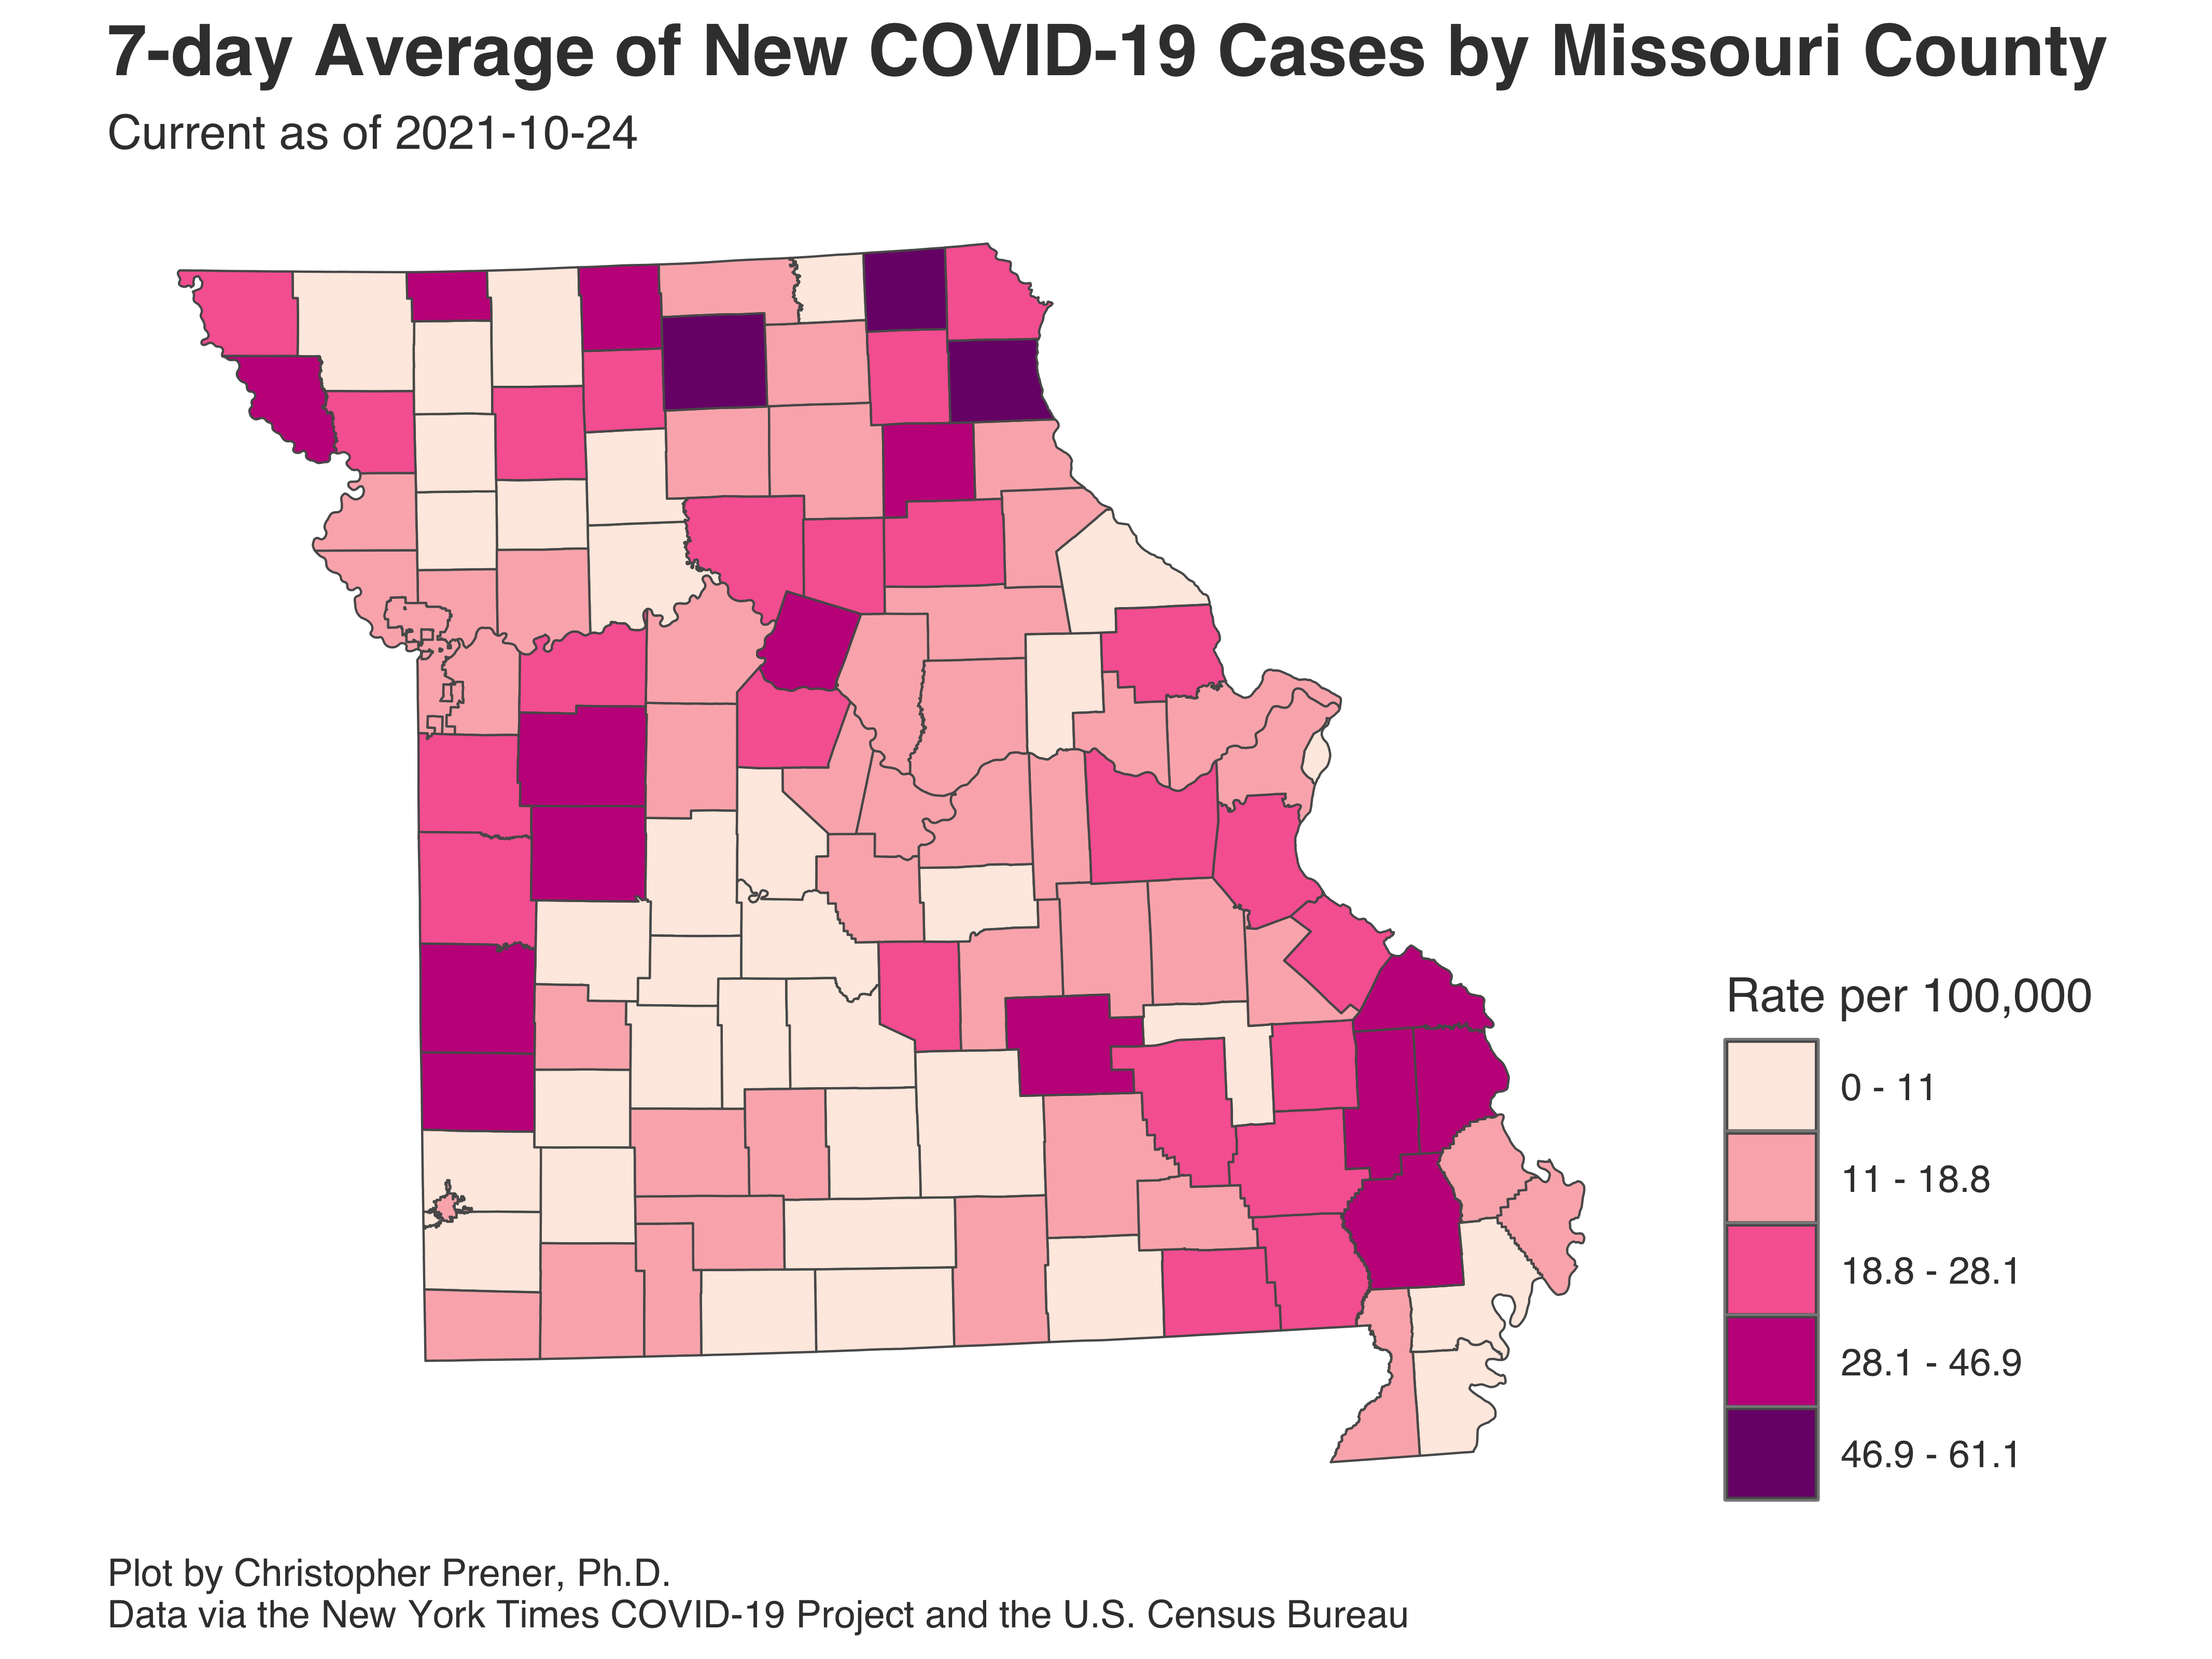 7-day Average of New COVID-19 Cases by Missouri County
Current as of 2021-10-24
Rate per 100,000
0 - 11
11 - 18.8
18.8 - 28.1
28.1 - 46.9
46.9 - 61.1
Plot by Christopher Prener, Ph.D.
Data via the New York Times COVID-19 Project and the U.S. Census Bureau